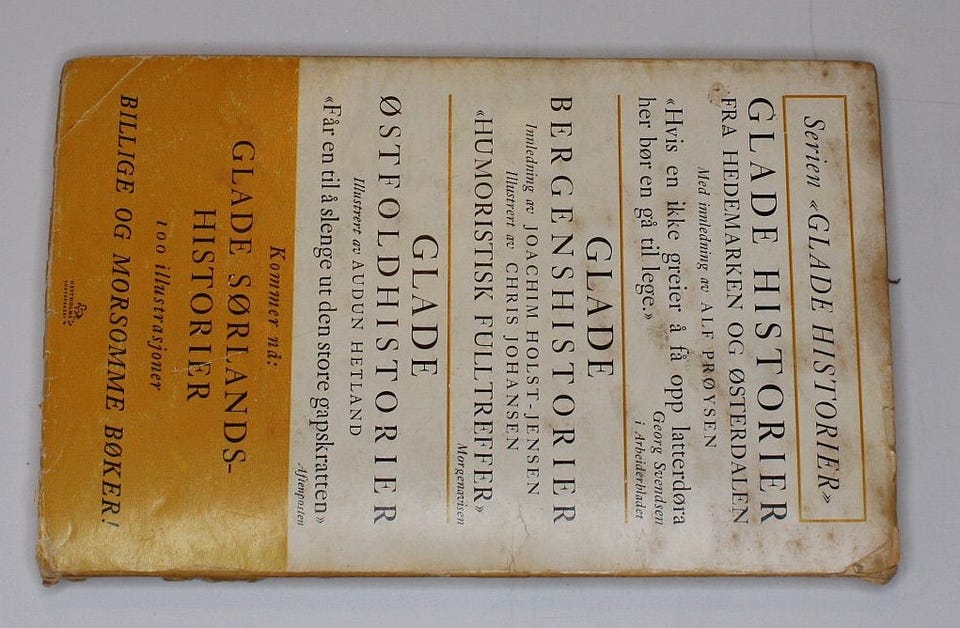 Serien «GLADE HISTORIER»
GLADE HISTORIER
FRA HEDEMARKEN OG ØSTERDALEN
Med innledning av ALF PRØYSEN
«Hvis en ikke greier å få opp latterdøra
her bør en gå til lege.»
Georg Svendsen
i Arbeiderbladet
GLADE
BERGENSHISTORIER
Innledning av JOACHIM HOLST-JENSEN
Illustrert av CHRIS JOHANSEN
«HUMORISTISK FULLTREFFER»
Morgenavisen
GLADE
ØSTFOLDHISTORIER
Illustrert av AUDUN HETLAND
«Får en til å slenge ut den store gapskratten»
Aftenposten
Kommer nå:
GLADE SØRLANDS-
HISTORIER
100 illustrasjoner
BILLIGE OG MORSOMME BØKER!